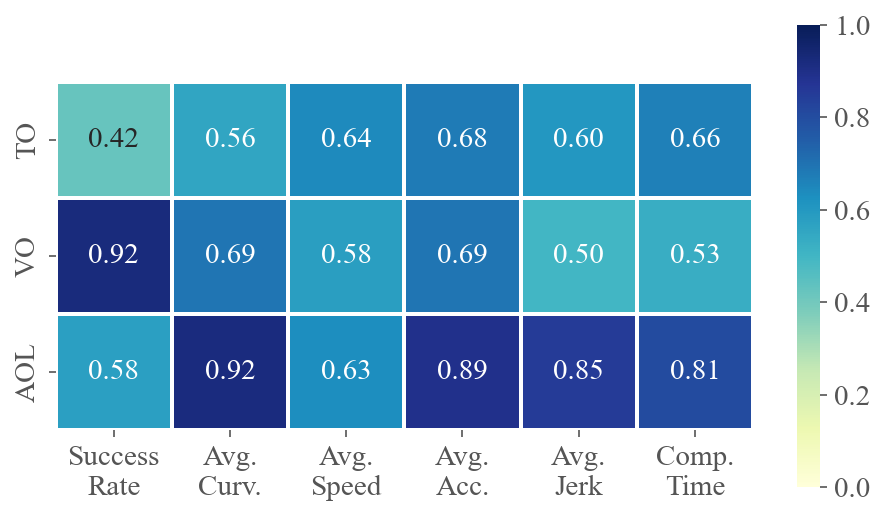 1.0
TO 0.42 0.56 0.64 0.68 0.60 0.66
0.8
VO 0.92 0.69 0.58 0.69 0.50 0.53
0.6
0.4
AOL 0.58 0.92 0.63 0.89 0.85 0.81
0.2
Success Avg. Avg. Avg. Avg. Comp.
Rate Curv. Speed Acc. Jerk Time
0.0